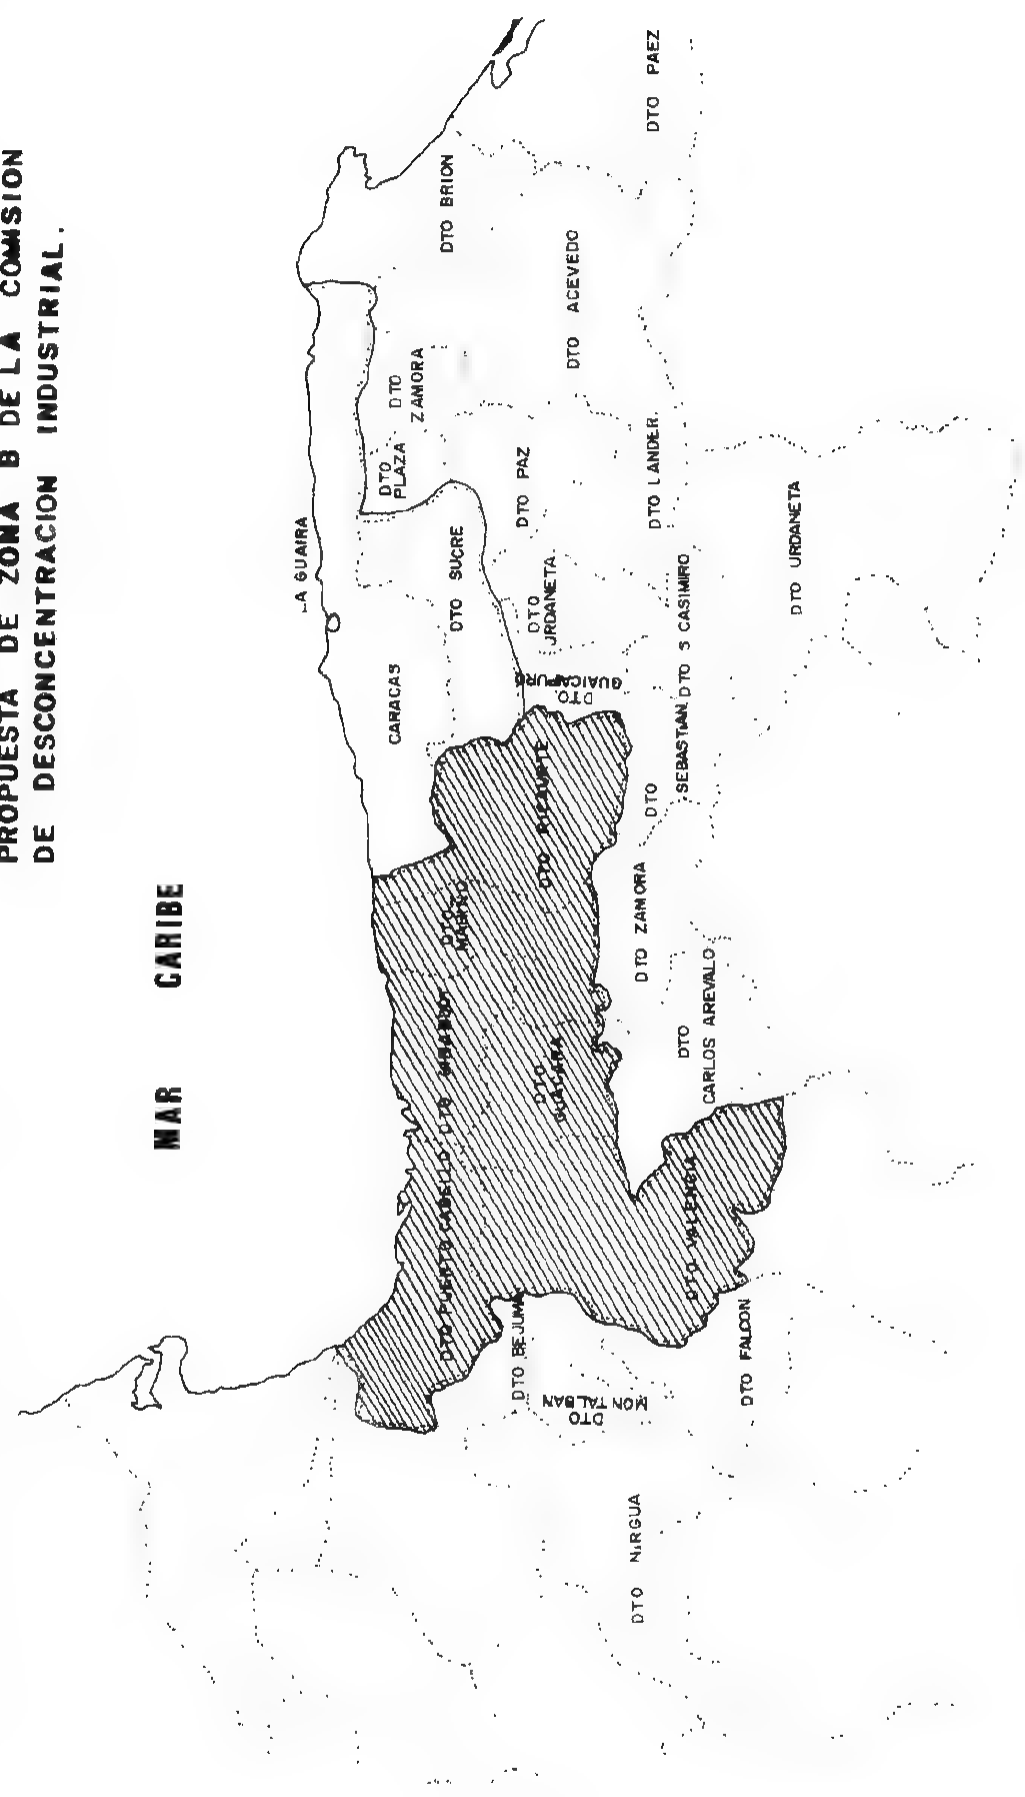 PROPUESTA DE ZONA B DE LA COMISION
DE DESCONCENTRACION INDUSTRIAL.
MAR CARIBE
LA GUAIRA
CARACAS
DTO SUCRE
DTO
PLAZA
DTO
ZAMORA
DTO BRION
DTO PAEZ
DTO ACEVEDO
DTO PAZ
DTO LANDER.
DTO
URDANETA.
DTO
GUAICAIPURO
DTO S CASIMIRO
DTO URDANETA
DTO
SEBASTIAN
DTO ZAMORA
DTO
CARLOS AREVALO
DTO RICAURTE
DTO
MARIÑO
DTO GIRARDOT
DTO
GUACARA
DTO PUERTO CABELLO
DTO VALENCIA
DTO BEJUMA
DTO
MONTALBAN
DTO FALCON
DTO NIRGUA